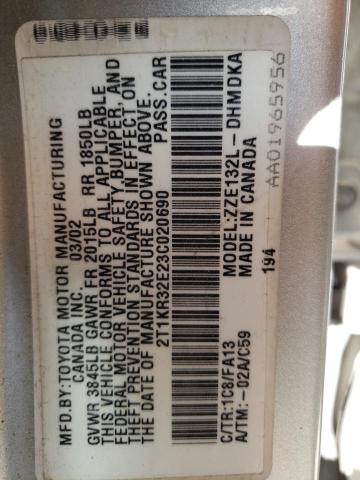 MFD.BY:TOYOTA MOTOR MANUFACTURING
CANADA INC. 03/02
GVWR 3845LB GAWR FR 2015LB RR 1850LB
THIS VEHICLE CONFORMS TO ALL APPLICABLE
FEDERAL MOTOR VEHICLE SAFETY,BUMPER, AND
THEFT PREVENTION STANDARDS IN EFFECT ON
THE DATE OF MANUFACTURE SHOWN ABOVE.
2T1KR32E23C020690 PASS.CAR
C/TR:1C8/FA13 MODEL:ZZE132L-DHMDKA
A/TM:-02A/C59 MADE IN CANADA
194
AA01965956